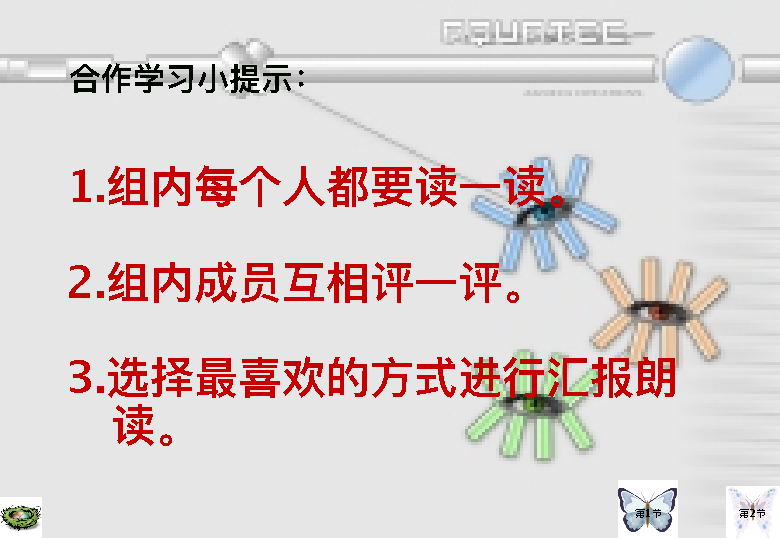 合作学习小提示：
1.组内每个人都要读一读。
2.组内成员互相评一评。
3.选择最喜欢的方式进行汇报朗
读。
第1节
第2节